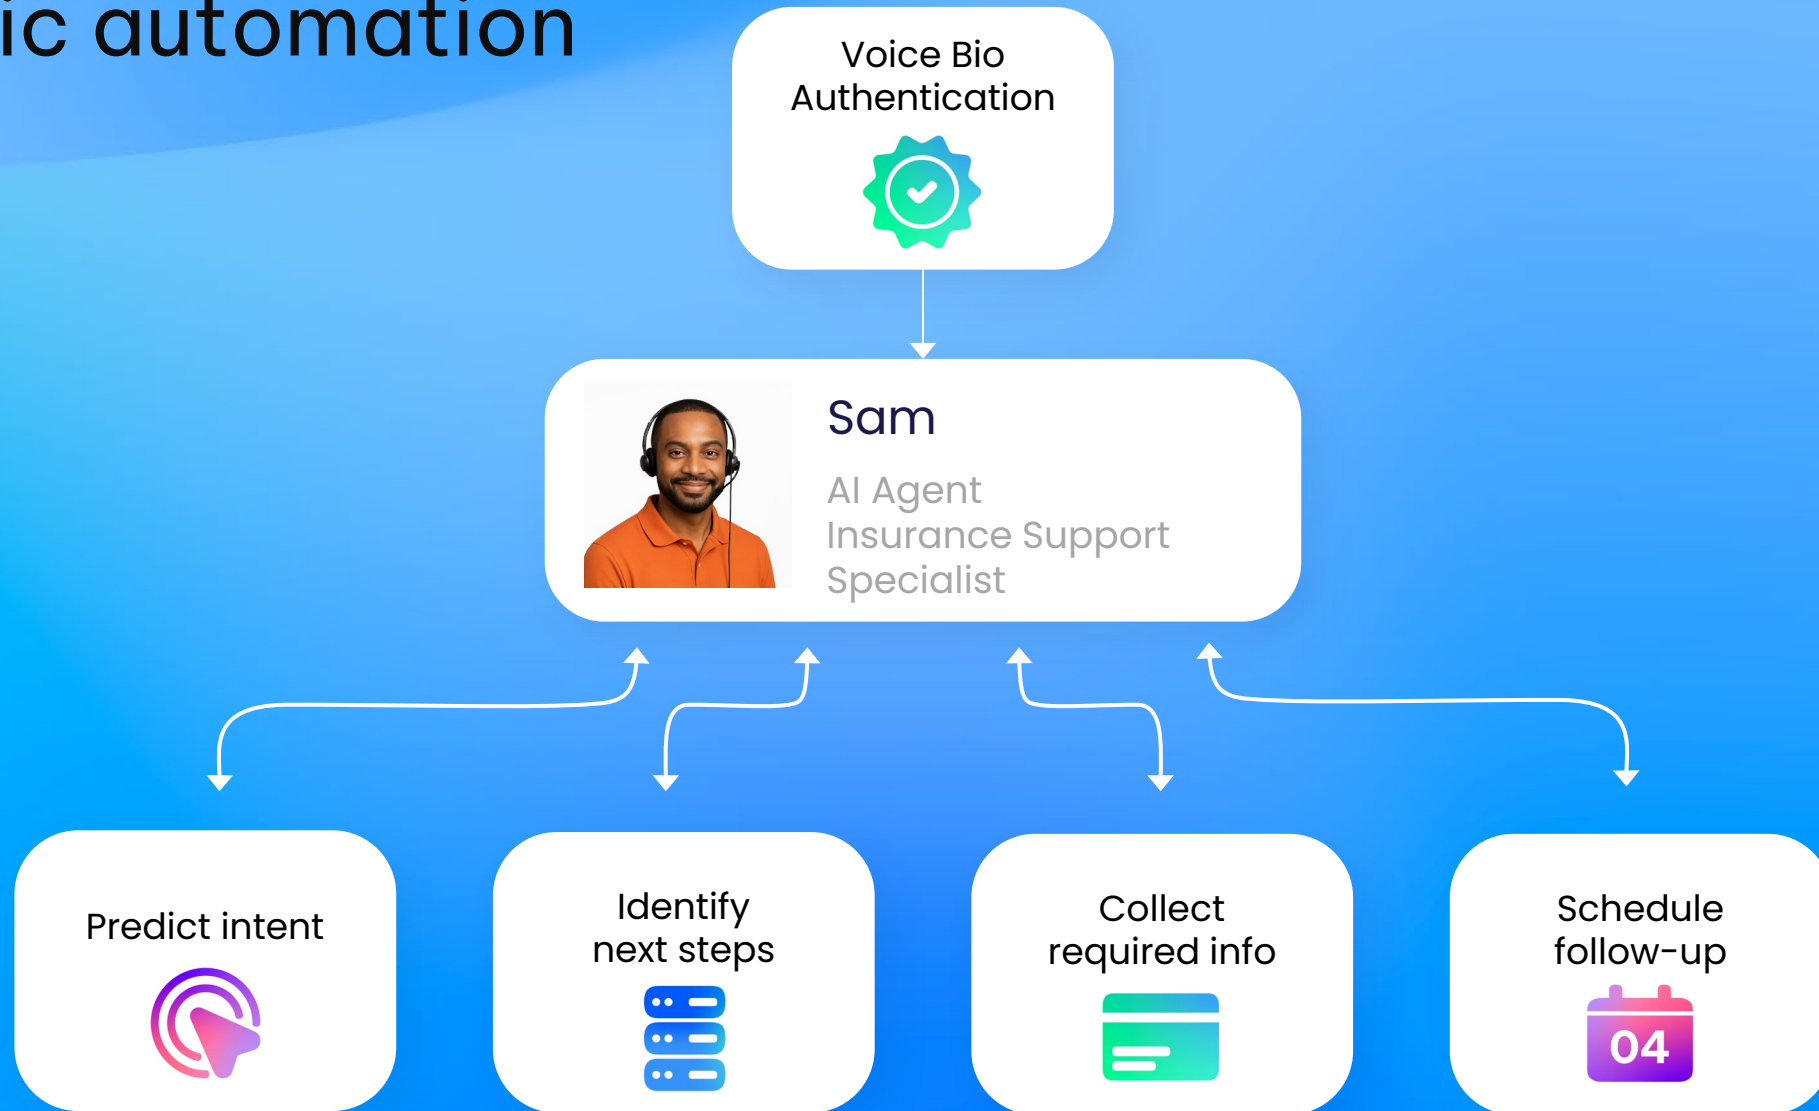 ic automation
Voice Bio
Authentication
Sam
AI Agent
Insurance Support
Specialist
Predict intent
Identify
next steps
Collect
required info
Schedule
follow-up
04